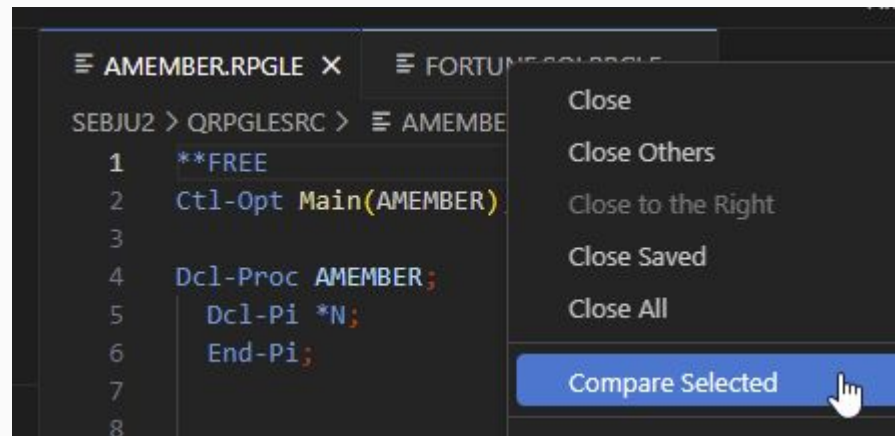 AMEMBER.RPGLE
SEBJU2 > QRPGLESRC >
1 **FREE
2 Ctl-Opt Main(AMEMBER)
3
4 Dcl-Proc AMEMBER;
5 Dcl-Pi *N;
6 End-Pi;
7
8
Close
Close Others
Close to the Right
Close Saved
Close All
Compare Selected